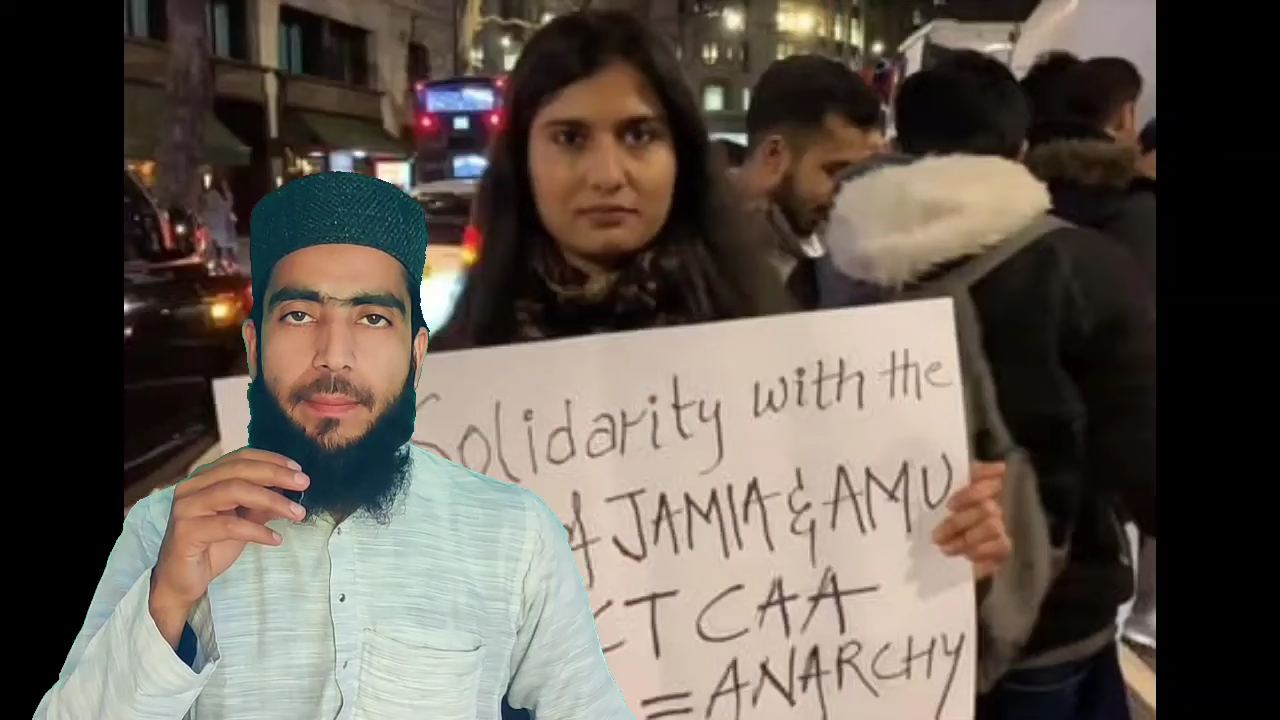 Solidarity with the
JAMIA & AMU
CAA
= ANARCHY